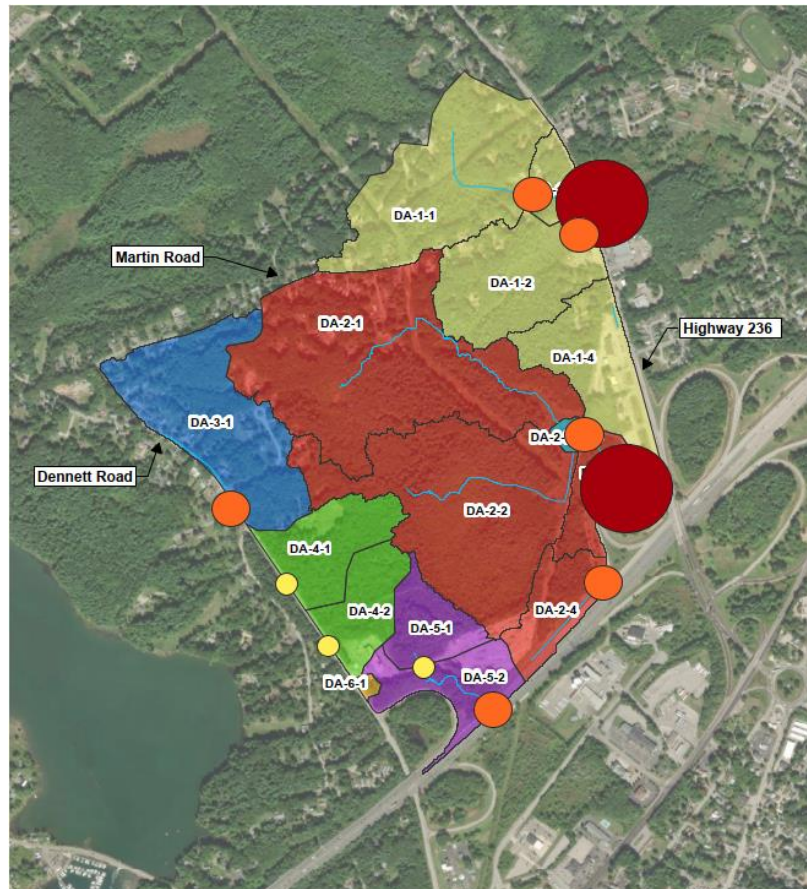 DA-1-1
Martin Road
DA-1-2
DA-2-1
Highway 236
DA-1-4
DA-3-1
DA-2-
Dennett Road
DA-2-2
DA-4-1
DA-4-2
DA-2-4
DA-5-1
DA-5-2
DA-6-1